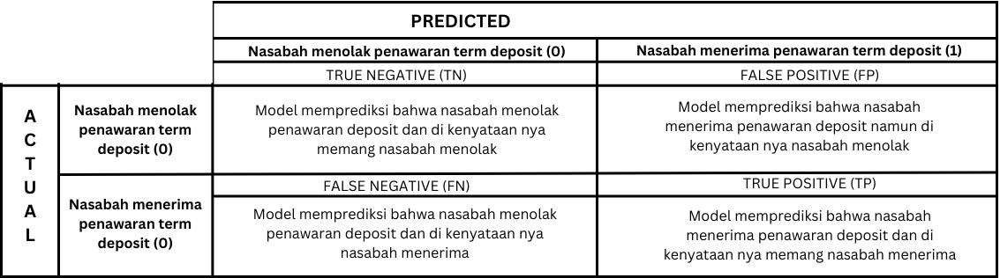 PREDICTED
Nasabah menolak penawaran term deposit (0)
Nasabah menerima penawaran term deposit (1)
TRUE NEGATIVE (TN)
FALSE POSITIVE (FP)
ACTUAL
Nasabah menolak
penawaran term
deposit (0)
Model memprediksi bahwa nasabah menolak
penawaran deposit dan di kenyataan nya
memang nasabah menolak
Model memprediksi bahwa nasabah
menerima penawaran deposit namun di
kenyataan nya nasabah menolak
FALSE NEGATIVE (FN)
TRUE POSITIVE (TP)
Nasabah menerima
penawaran term
deposit (0)
Model memprediksi bahwa nasabah menolak
penawaran deposit dan di kenyataan nya
nasabah menerima
Model memprediksi bahwa nasabah
menerima penawaran deposit dan di
kenyataan nya memang nasabah menerima